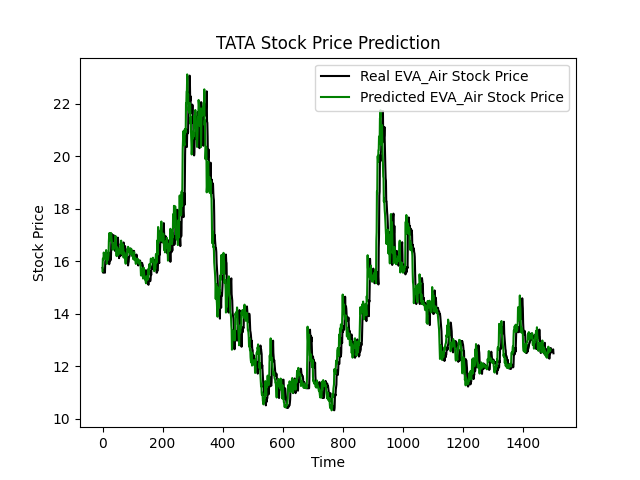 TATA Stock Price Prediction
Real EVA_Air Stock Price
Predicted EVA_Air Stock Price
Stock Price
22
20
18
16
14
12
10
0 200 400 600 800 1000 1200 1400
Time